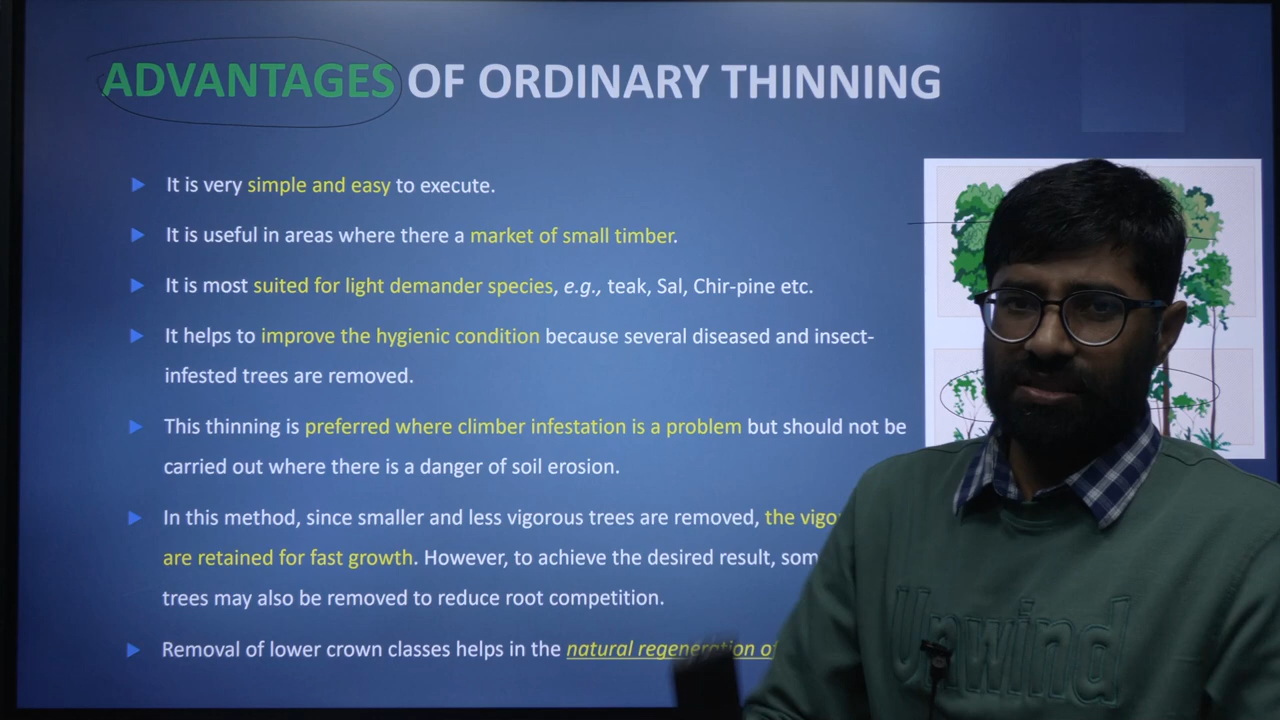 ADVANTAGES OF ORDINARY THINNING
It is very simple and easy to execute.
It is useful in areas where there a market of small timber.
It is most suited for light demander species, e.g., teak, Sal, Chir-pine etc.
It helps to improve the hygienic condition because several diseased and insect-
infested trees are removed.
This thinning is preferred where climber infestation is a problem but should not be
carried out where there is a danger of soil erosion.
In this method, since smaller and less vigorous trees are removed, the
are retained for fast growth. However, to achieve the desired result,
trees may also be removed to reduce root competition.
Removal of lower crown classes helps in the natural regeneration of
Unwind